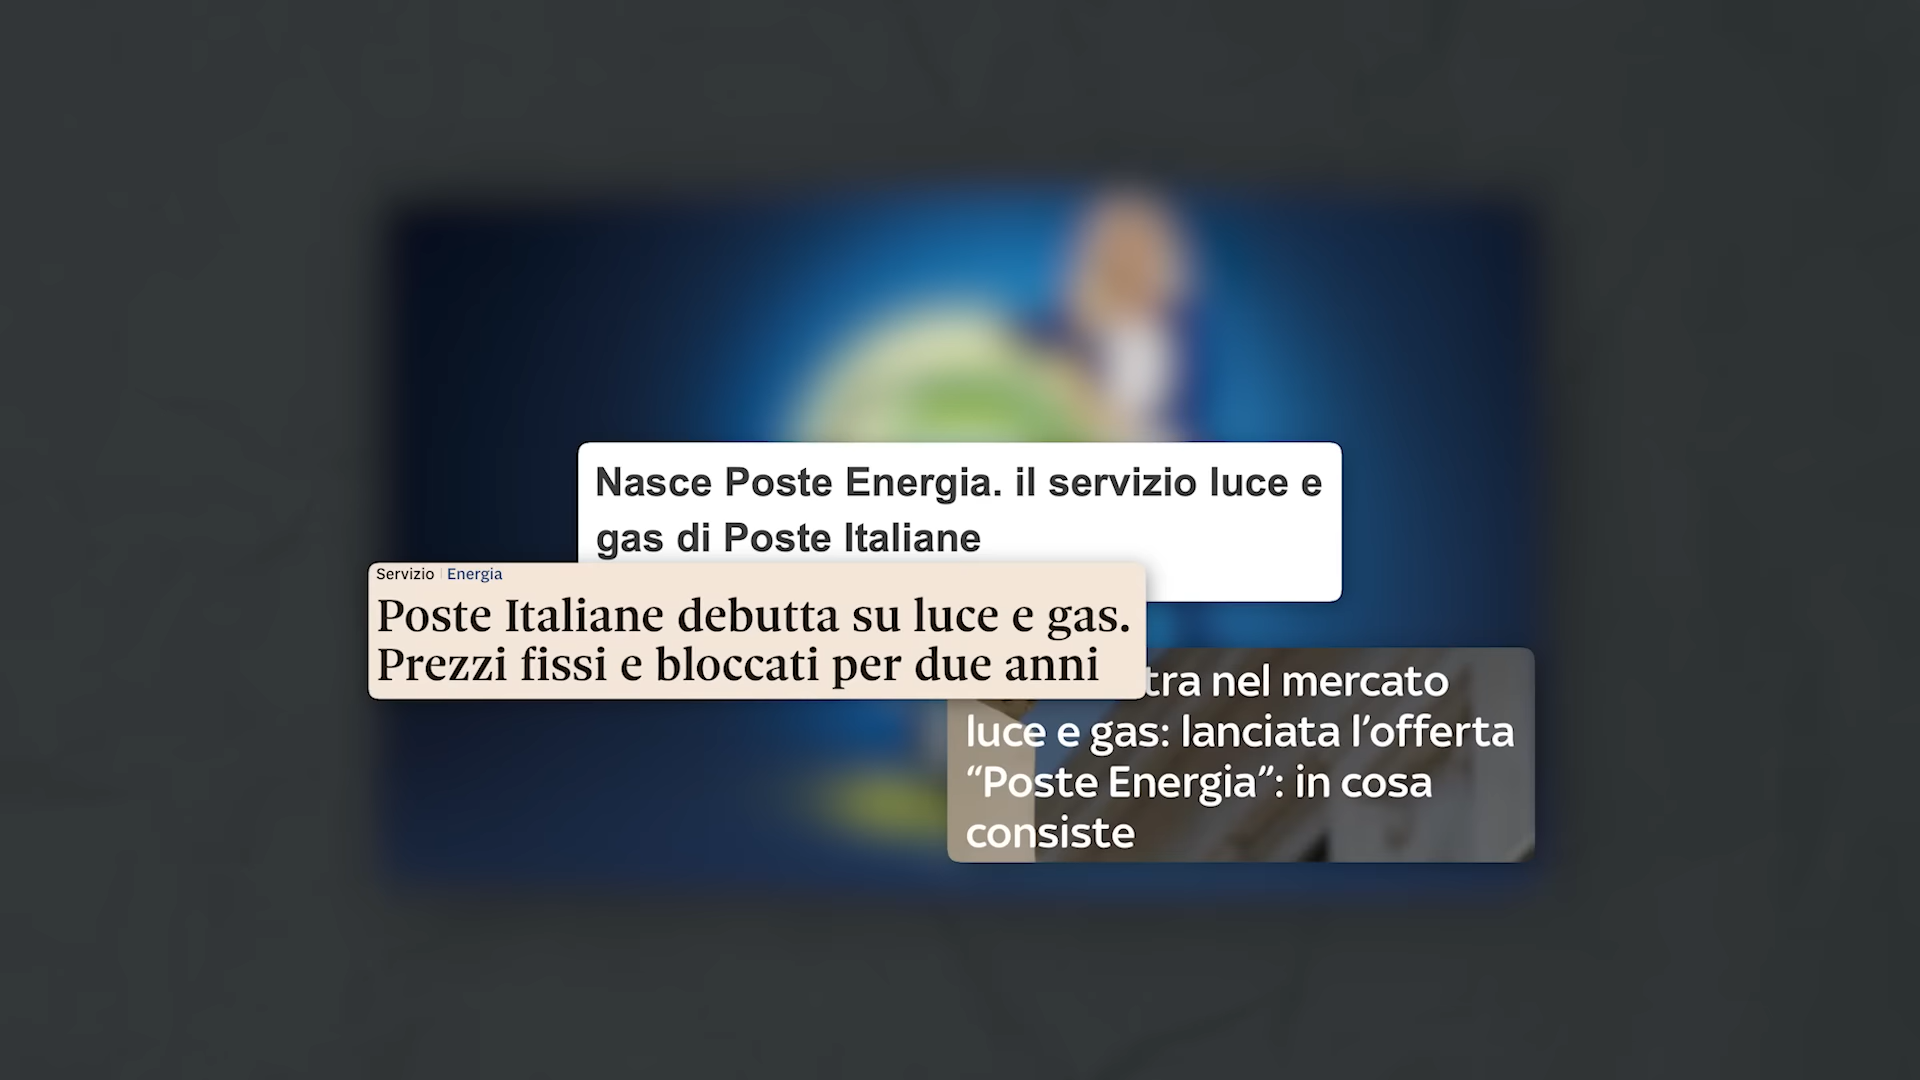 Nasce Poste Energia. il servizio luce e
gas di Poste Italiane
Servizio | Energia
Poste Italiane debutta su luce e gas.
Prezzi fissi e bloccati per due anni
nel mercato
luce e gas: lanciata l’offerta
“Poste Energia”: in cosa
consiste